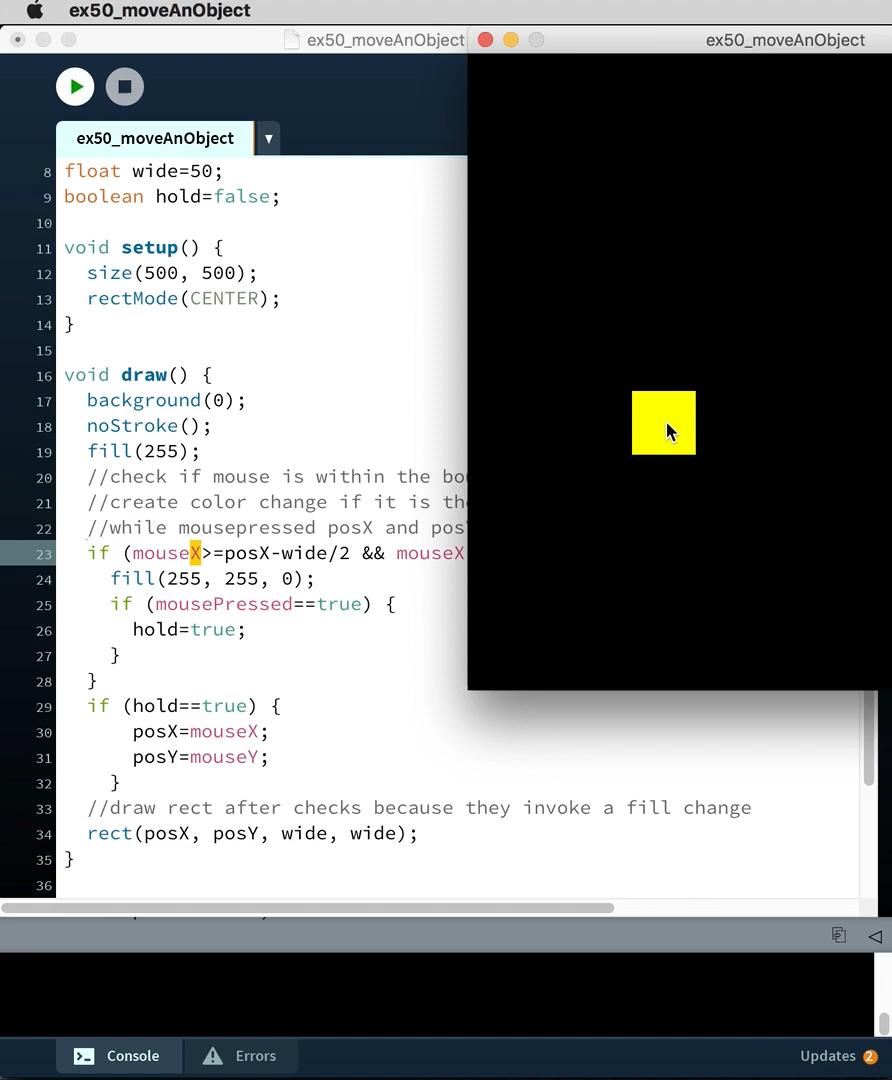 ex50_moveAnObject
ex50_moveAnObject
ex50_moveAnObject
ex50_moveAnObject
8 float wide=50;
9 boolean hold=false;
10
11 void setup() {
12 size(500, 500);
13 rectMode(CENTER);
14 }
15
16 void draw() {
17 background(0);
18 noStroke();
19 fill(255);
20 //check if mouse is within the bou
21 //create color change if it is the
22 //while mousepressed posX and pos
23 if (mouseX>=posX-wide/2 && mouseX
24 fill(255, 255, 0);
25 if (mousePressed==true) {
26 hold=true;
27 }
28 }
29 if (hold==true) {
30 posX=mouseX;
31 posY=mouseY;
32 }
33 //draw rect after checks because they invoke a fill change
34 rect(posX, posY, wide, wide);
35 }
36
Console
Errors
Updates 2